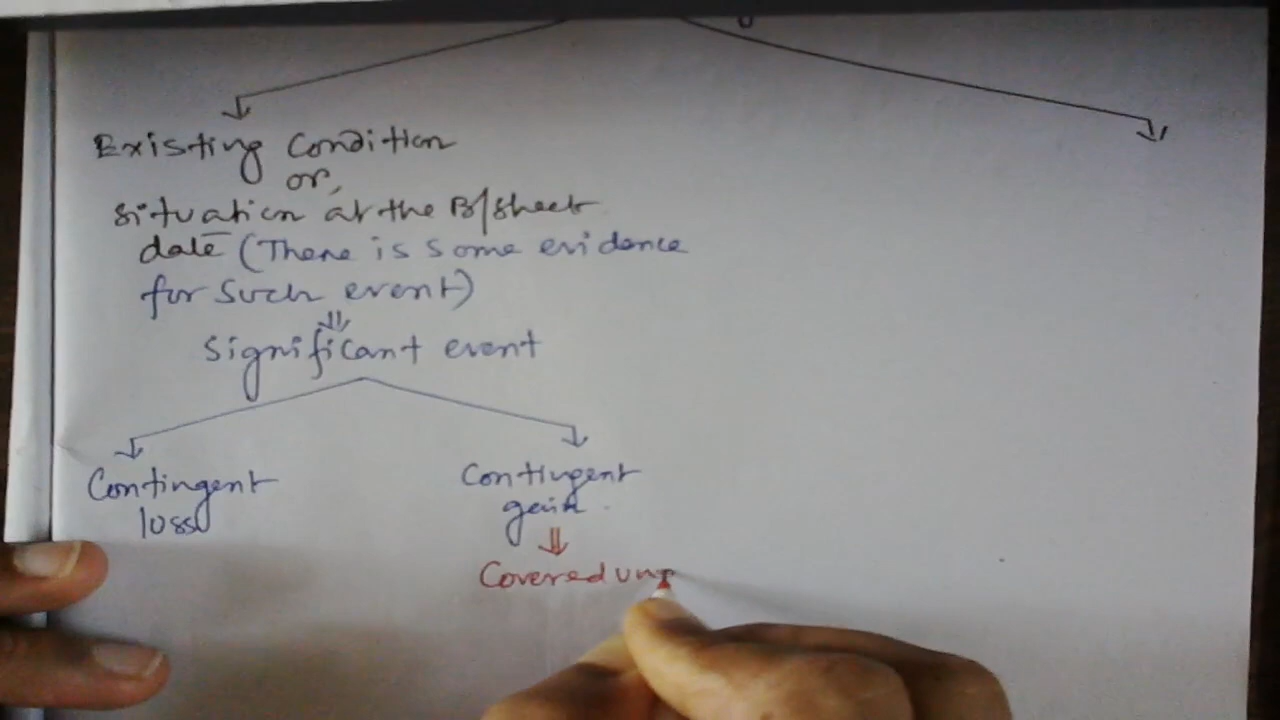 Existing Condition
or,
situation at the B/sheet
date (There is some evidence
for such event)
Significant event
Contingent
loss
Contingent
gain
Covered un